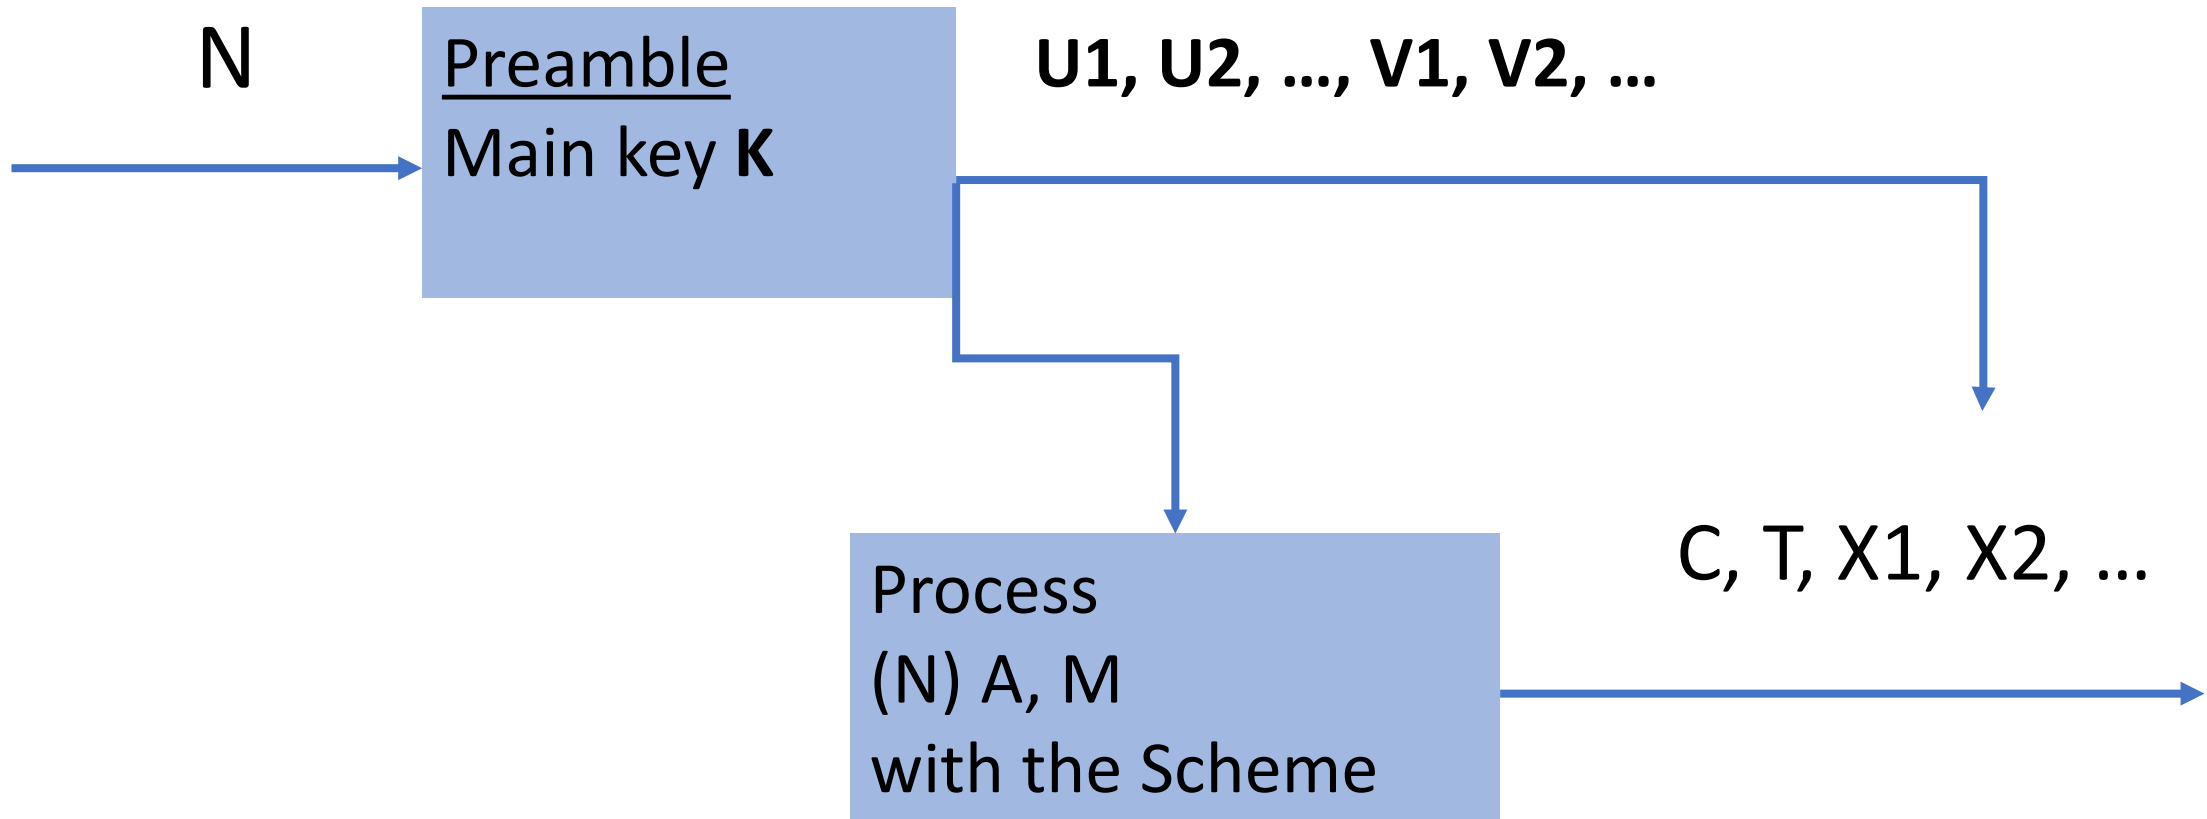 N
Preamble
Main key K
U1, U2, …, V1, V2, …
C, T, X1, X2, …
Process
(N) A, M
with the Scheme